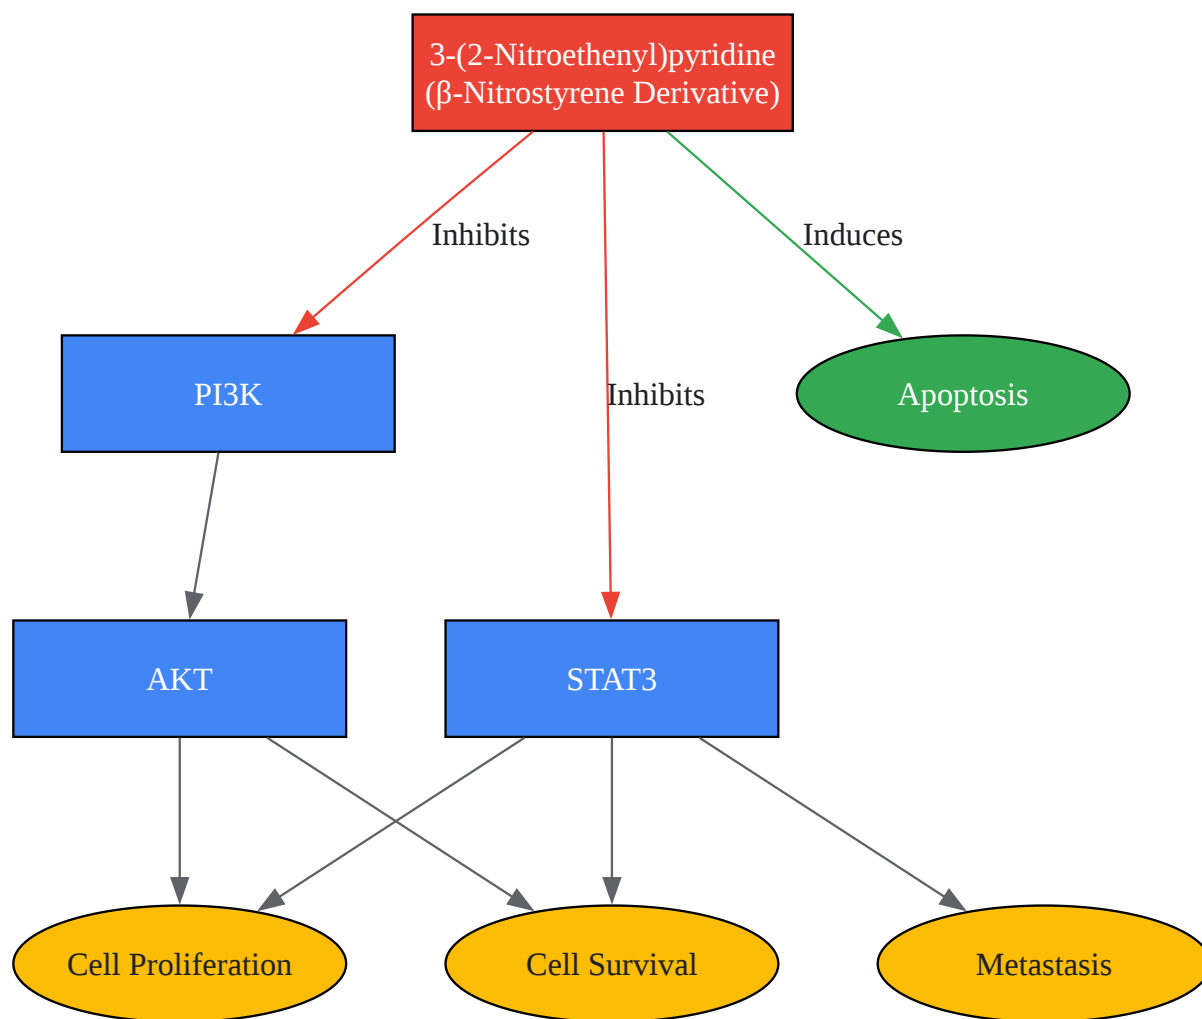 3-(2-Nitroethenyl)pyridine
(β-Nitrostyrene Derivative)
Inhibits
Induces
PI3K
Inhibits
Apoptosis
AKT
STAT3
Cell Proliferation
Cell Survival
Metastasis